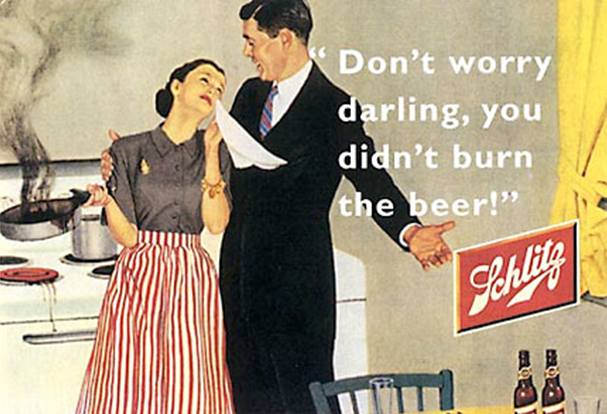 “Don’t worry
darling, you
didn’t burn
the beer!”
Schlitz